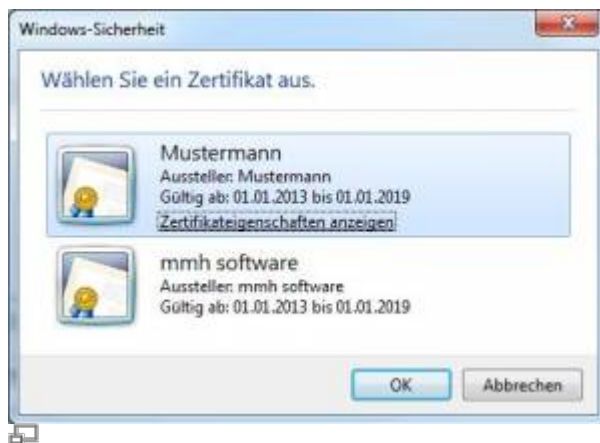 Windows-Sicherheit
Wählen Sie ein Zertifikat aus.
Mustermann
Aussteller: Mustermann
Gültig ab: 01.01.2013 bis 01.01.2019
Zertifikateigenschaften anzeigen
mmh software
Aussteller: mmh software
Gültig ab: 01.01.2013 bis 01.01.2019
OK Abbrechen